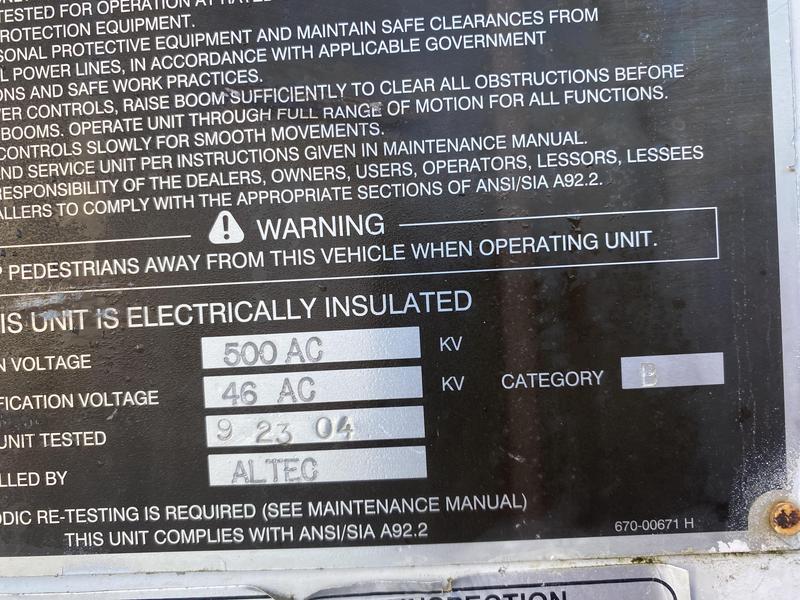 TESTED FOR OPERATION AT RATED
PROTECTION EQUIPMENT.
PERSONAL PROTECTIVE EQUIPMENT AND MAINTAIN SAFE CLEARANCES FROM
POWER LINES, IN ACCORDANCE WITH APPLICABLE GOVERNMENT
AND SAFE WORK PRACTICES.
CONTROLS, RAISE BOOM SUFFICIENTLY TO CLEAR ALL OBSTRUCTIONS BEFORE
BOOMS. OPERATE UNIT THROUGH FULL RANGE OF MOTION FOR ALL FUNCTIONS.
CONTROLS SLOWLY FOR SMOOTH MOVEMENTS.
AND SERVICE UNIT PER INSTRUCTIONS GIVEN IN MAINTENANCE MANUAL.
RESPONSIBILITY OF THE DEALERS, OWNERS, USERS, OPERATORS, LESSORS, LESSEES
TO COMPLY WITH THE APPROPRIATE SECTIONS OF ANSI/SIA A92.2.
WARNING
PEDESTRIANS AWAY FROM THIS VEHICLE WHEN OPERATING UNIT.
IS UNIT IS ELECTRICALLY INSULATED
VOLTAGE 500 AC KV
FICATION VOLTAGE 46 AC KV CATEGORY B
UNIT TESTED 9 23 04
LLED BY ALTEC
ODIC RE-TESTING IS REQUIRED (SEE MAINTENANCE MANUAL)
THIS UNIT COMPLIES WITH ANSI/SIA A92.2
670-00671 H
INSPECTION